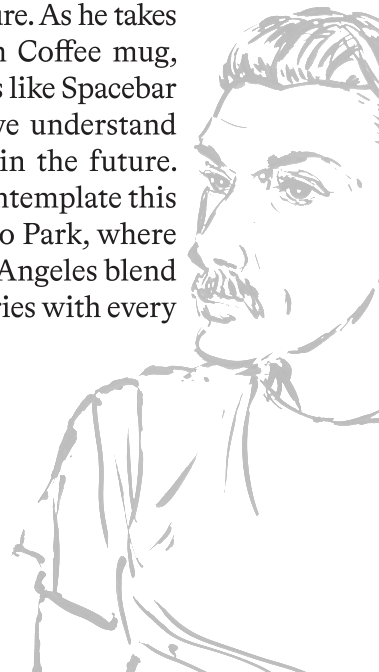 ure. As he takes
n Coffee mug,
s like Spacebar
ve understand
in the future.
ntemplate this
o Park, where
Angeles blend
ries with every